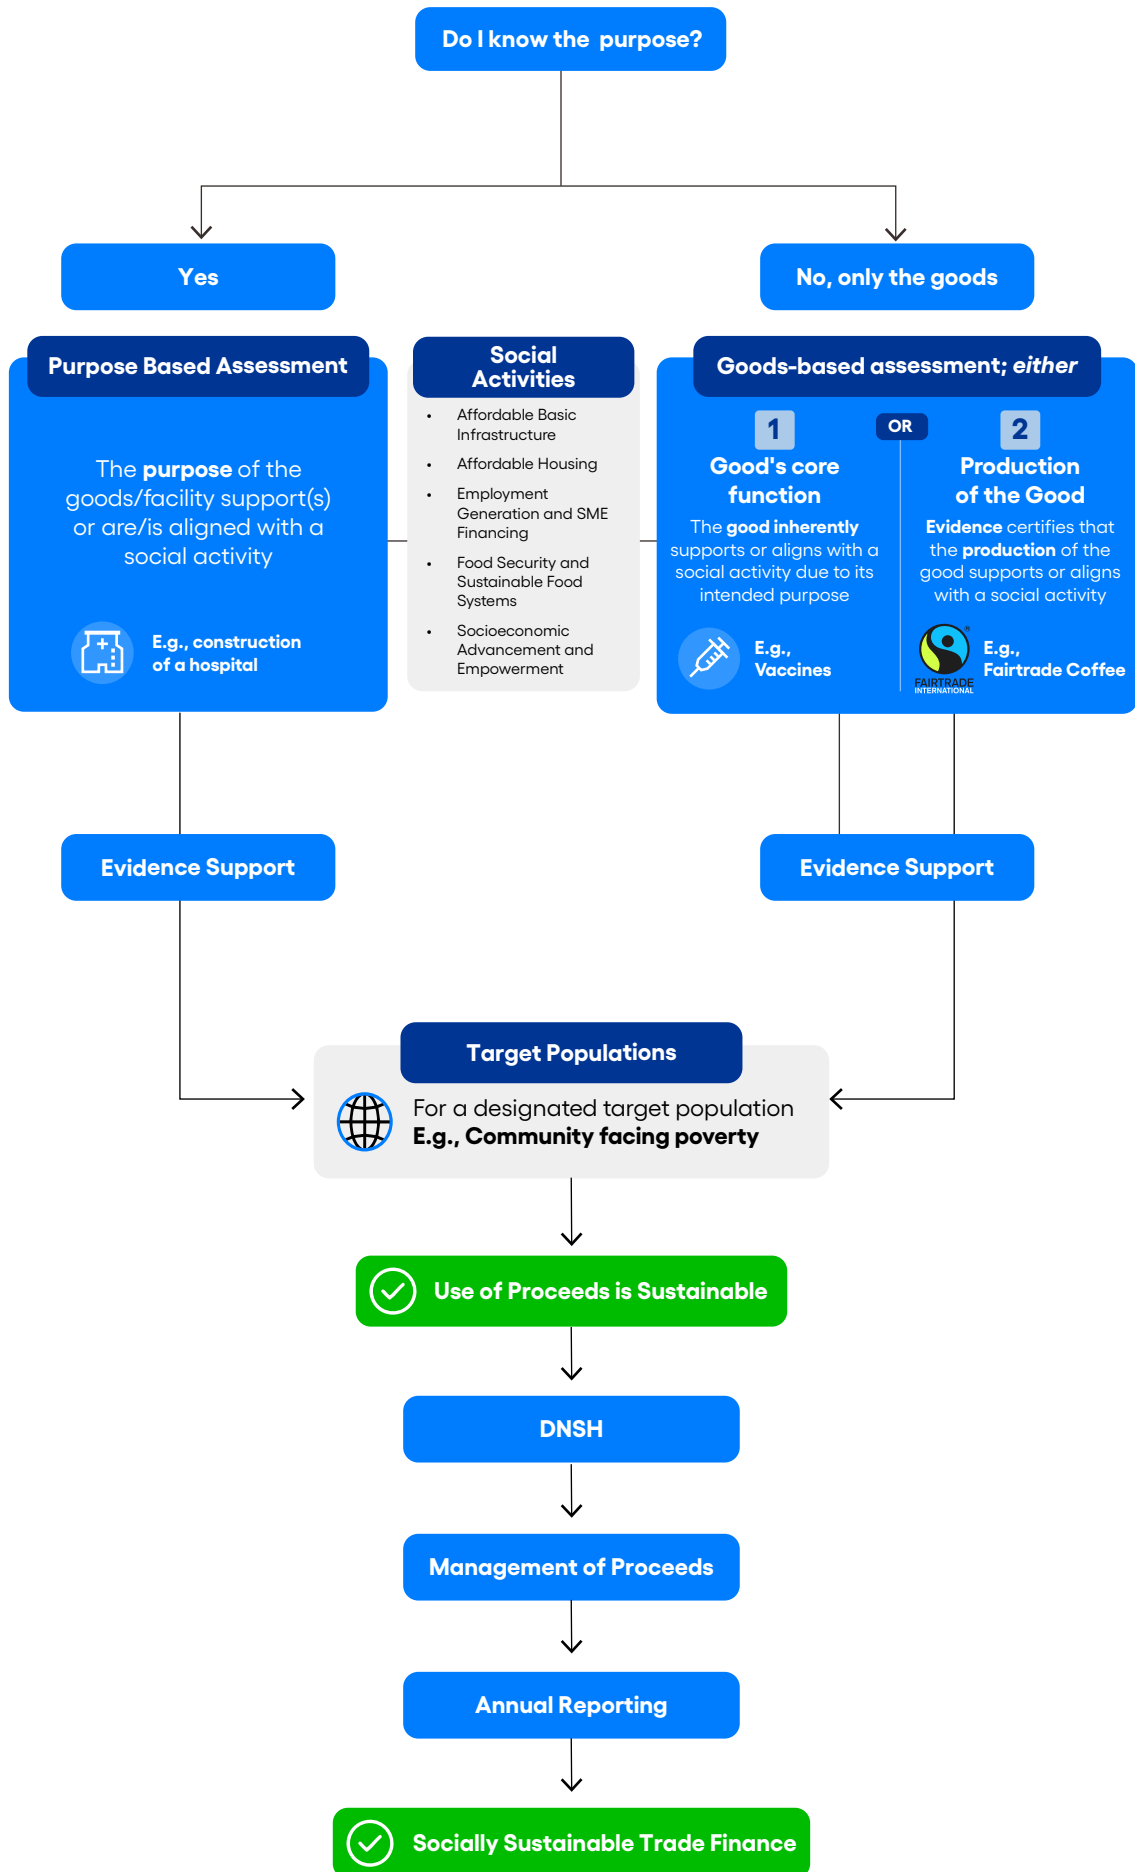 Do I know the purpose?
Yes
No, only the goods
Purpose Based Assessment
The purpose of the
goods/facility support(s)
or are/is aligned with a
social activity
E.g., construction
of a hospital
Social
Activities
• Affordable Basic
Infrastructure
• Affordable Housing
• Employment
Generation and SME
Financing
• Food Security and
Sustainable Food
Systems
• Socioeconomic
Advancement and
Empowerment
Goods-based assessment; either
1
OR
2
Good's core
function
The good inherently
supports or aligns with a
social activity due to its
intended purpose
E.g.,
Vaccines
Production
of the Good
Evidence certifies that
the production of the
good supports or aligns
with a social activity
®
FAIRTRADE
INTERNATIONAL
E.g.,
Fairtrade Coffee
Evidence Support
Evidence Support
Target Populations
For a designated target population
E.g., Community facing poverty
Use of Proceeds is Sustainable
DNSH
Management of Proceeds
Annual Reporting
Socially Sustainable Trade Finance